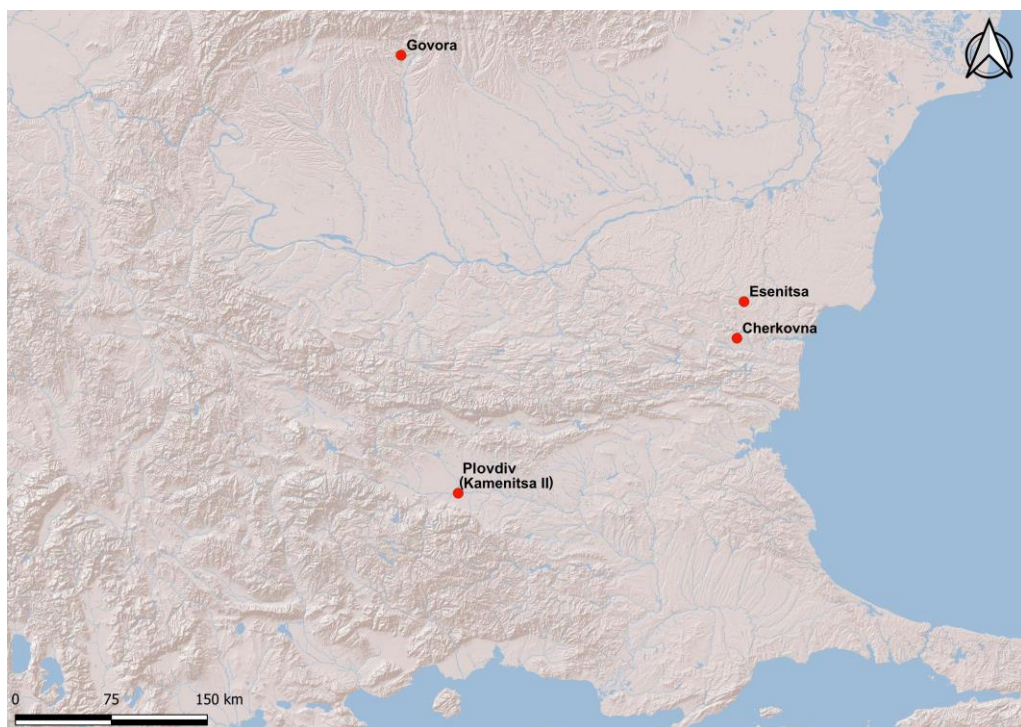 Govora
Esenitsa
Cherkovna
Plovdiv
(Kamenitsa II)
0 75 150 km